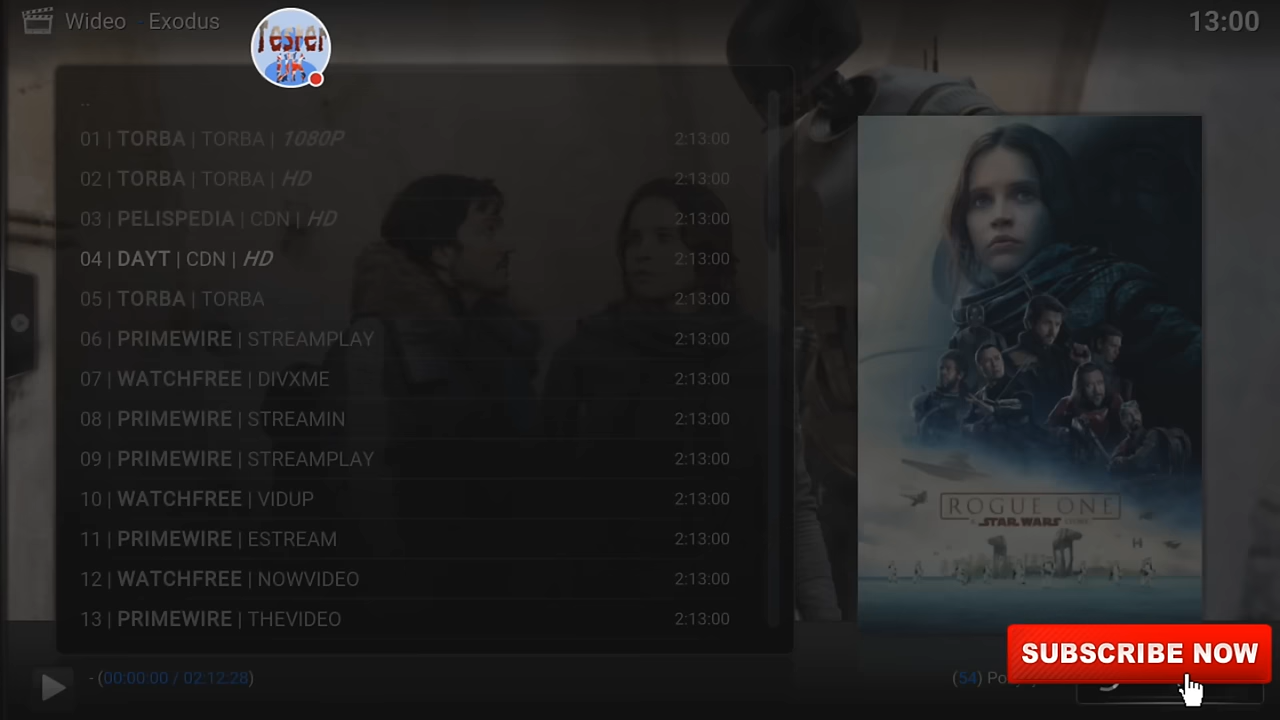 Wideo - Exodus
13:00
Tester
..
01 | TORBA | TORBA | 1080P 2:13:00
02 | TORBA | TORBA | HD 2:13:00
03 | PELISPEDIA | CDN | HD 2:13:00
04 | DAYT | CDN | HD 2:13:00
05 | TORBA | TORBA 2:13:00
06 | PRIMEWIRE | STREAMPLAY 2:13:00
07 | WATCHFREE | DIVXME 2:13:00
08 | PRIMEWIRE | STREAMIN 2:13:00
09 | PRIMEWIRE | STREAMPLAY 2:13:00
10 | WATCHFREE | VIDUP 2:13:00
11 | PRIMEWIRE | ESTREAM 2:13:00
12 | WATCHFREE | NOWVIDEO 2:13:00
13 | PRIMEWIRE | THEVIDEO 2:13:00
ROGUE ONE
A STAR WARS STORY
SUBSCRIBE NOW
- (00:00:00 / 02:12:28)
(54)